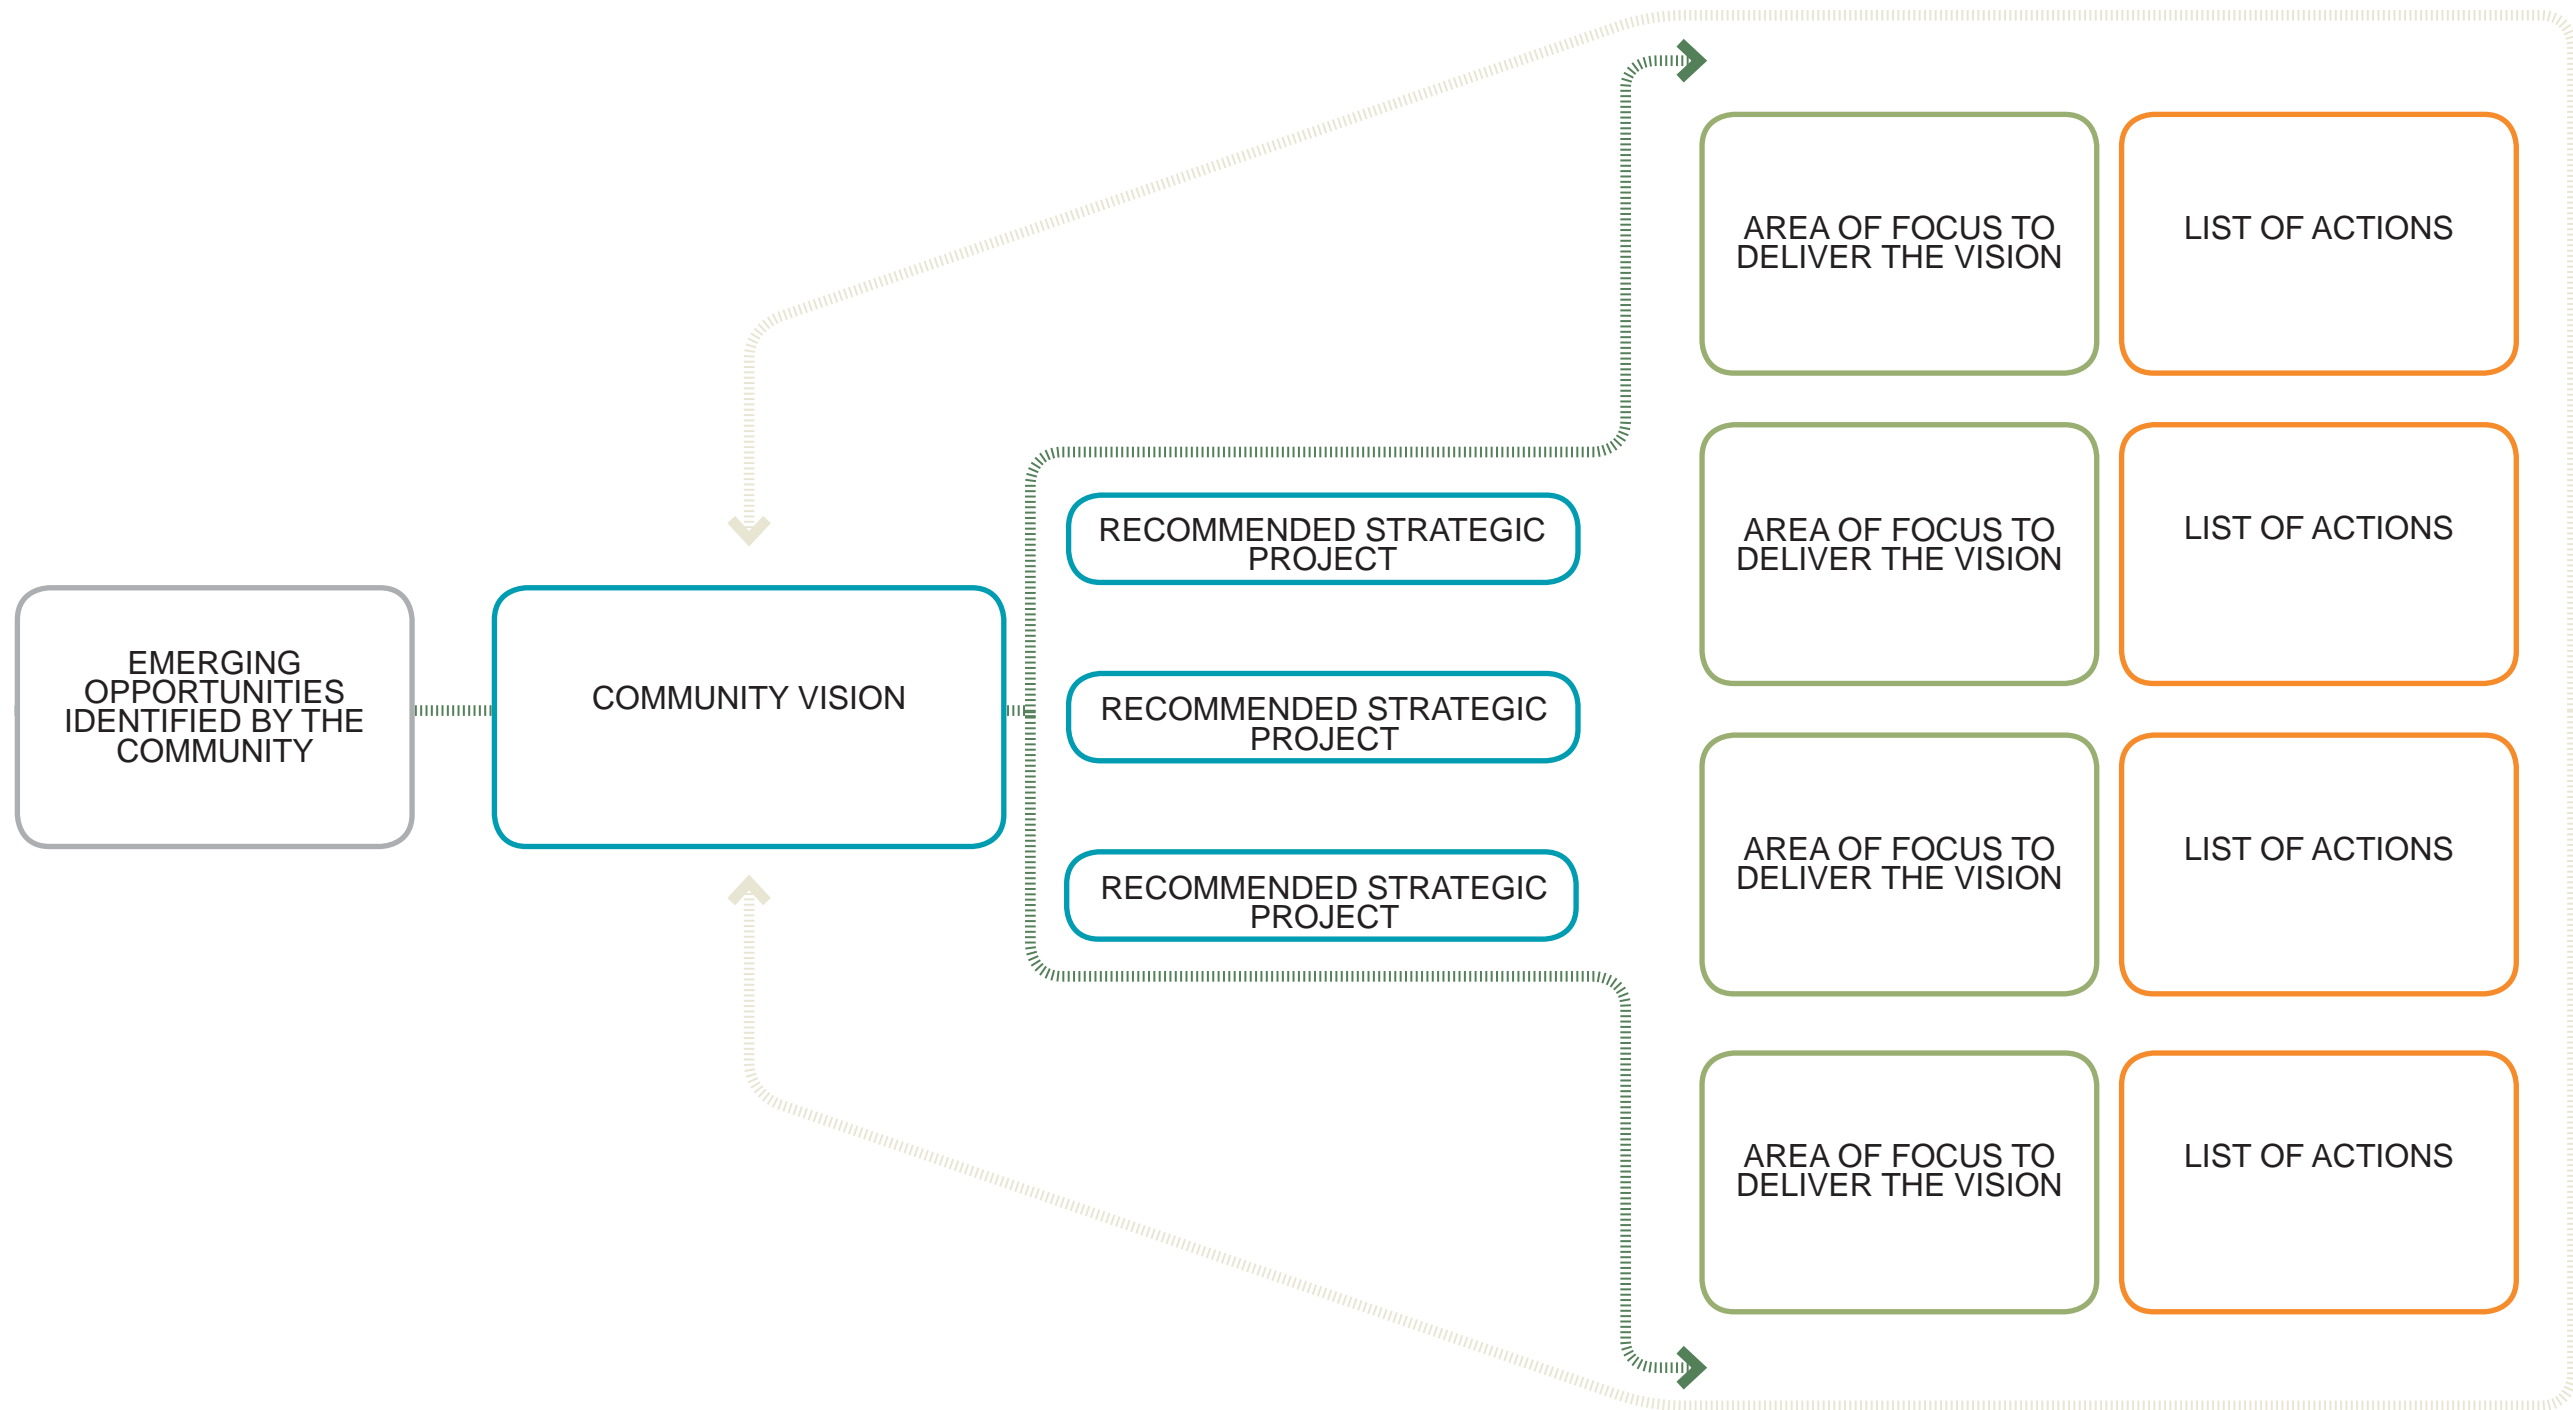 EMERGING
OPPORTUNITIES
IDENTIFIED BY THE
COMMUNITY
COMMUNITY VISION
RECOMMENDED STRATEGIC
PROJECT
RECOMMENDED STRATEGIC
PROJECT
RECOMMENDED STRATEGIC
PROJECT
AREA OF FOCUS TO
DELIVER THE VISION
LIST OF ACTIONS
AREA OF FOCUS TO
DELIVER THE VISION
LIST OF ACTIONS
AREA OF FOCUS TO
DELIVER THE VISION
LIST OF ACTIONS
AREA OF FOCUS TO
DELIVER THE VISION
LIST OF ACTIONS